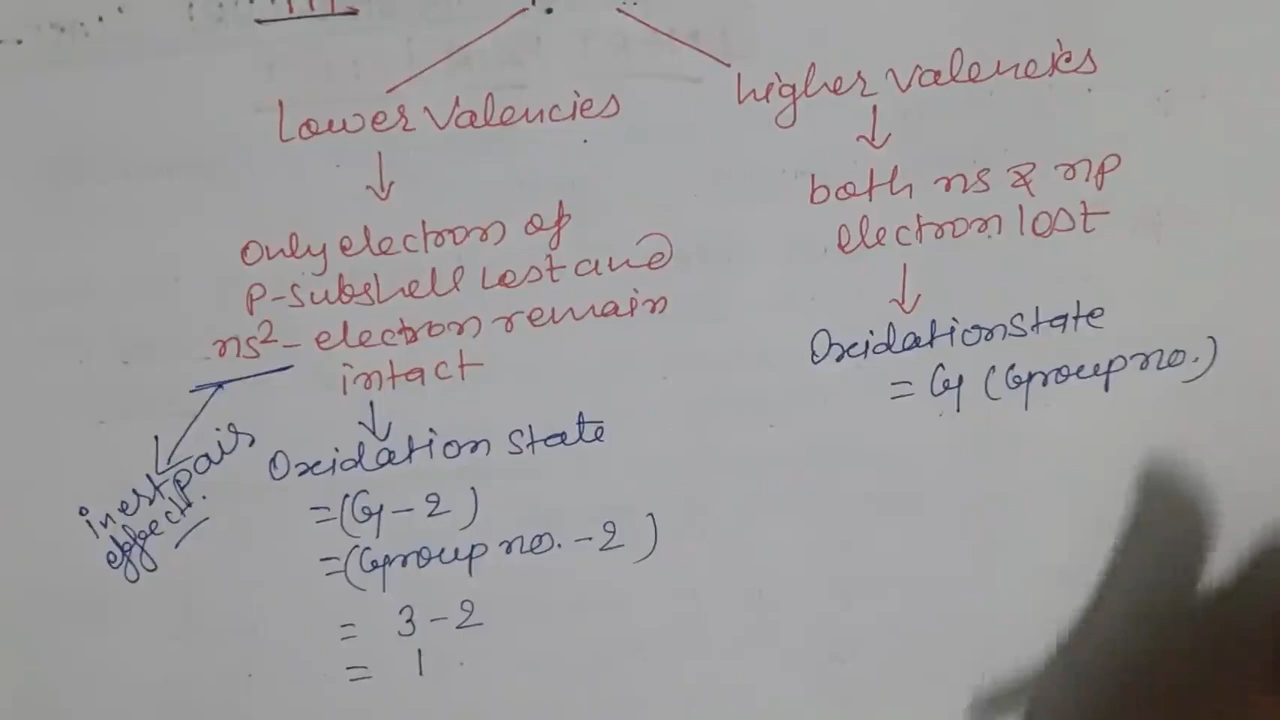 Lower Valencies
↓
Only electron of
P-subshell lost and
ns²- electron remain
intact
inert pair
effect.
↓
Oxidation state
=(G-2)
=(Group no. -2)
= 3-2
= 1
higher valencies
↓
both ns & np
electron lost
↓
Oxidation state
= G (Group no.)